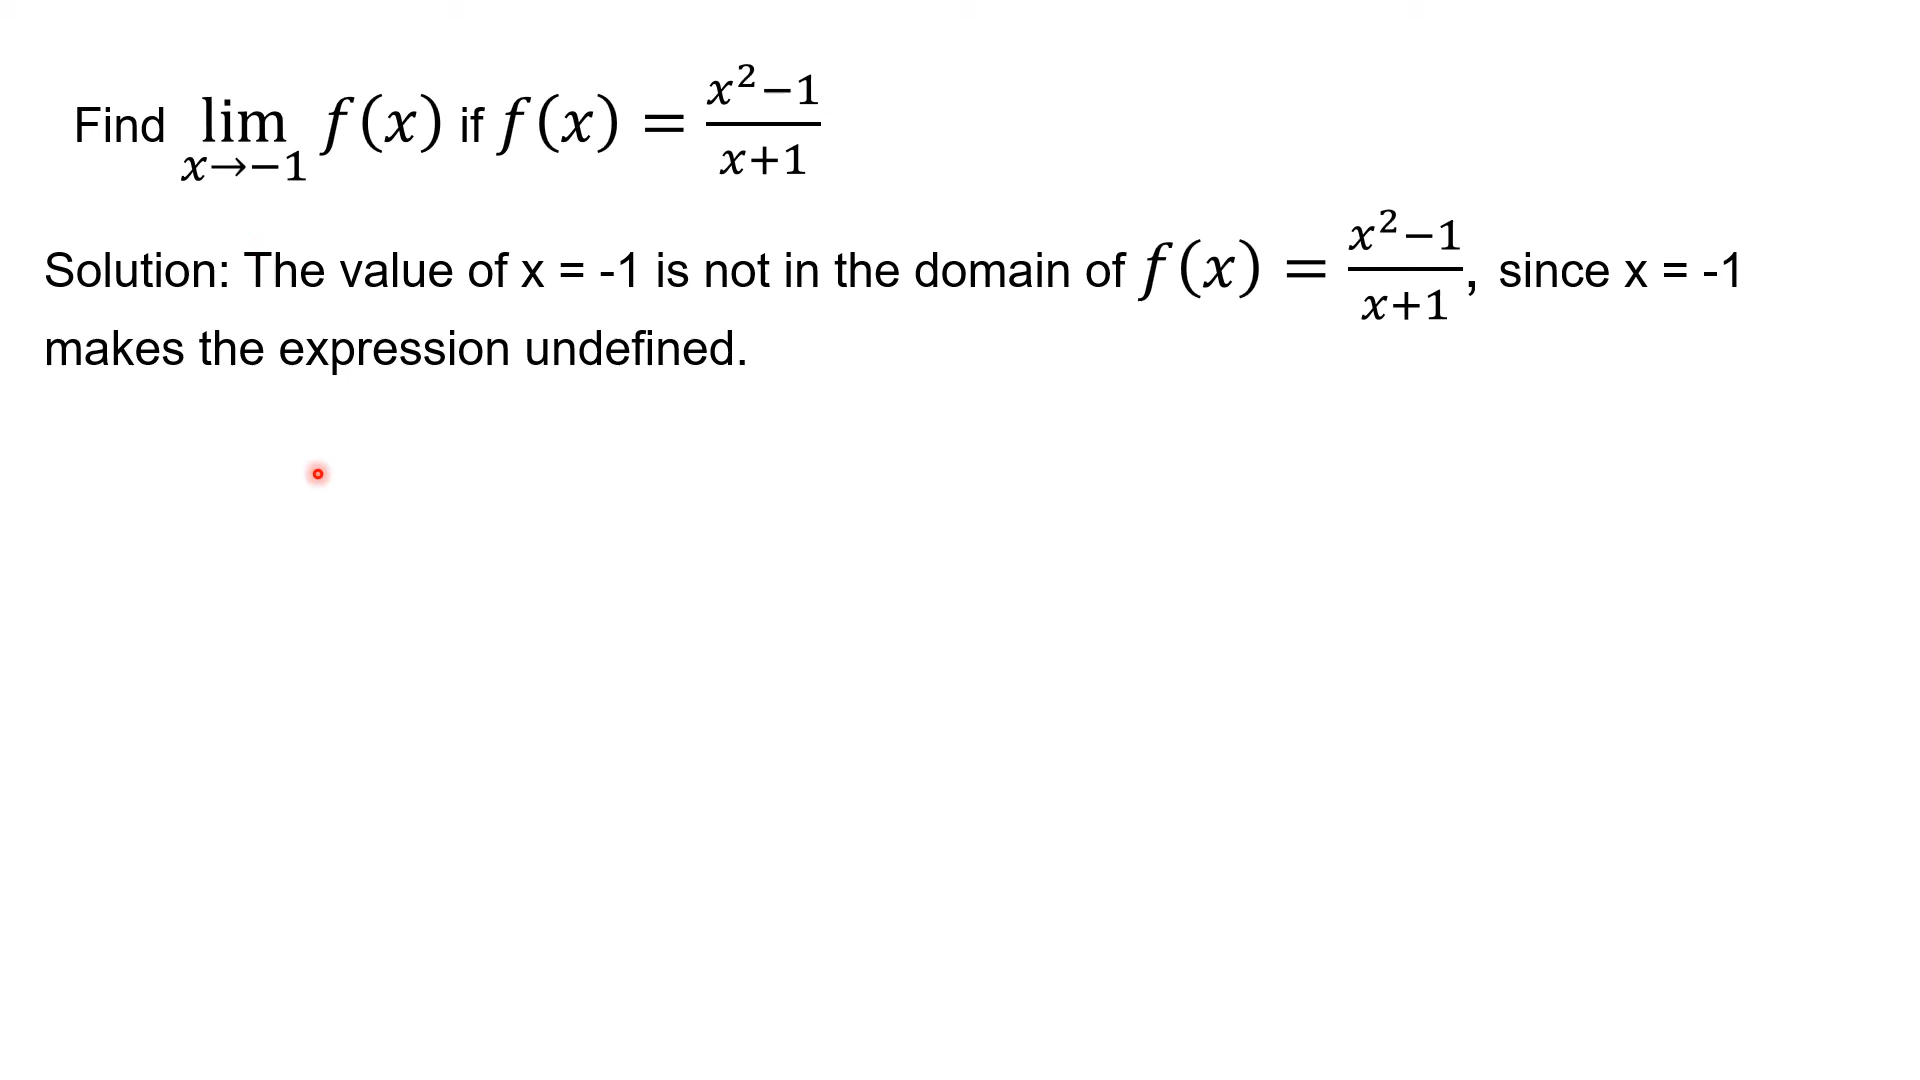 Find lim x→−1 f(x) if f(x) = x²−1 / x+1
Solution: The value of x = -1 is not in the domain of f(x) = x²−1 / x+1, since x = -1
makes the expression undefined.